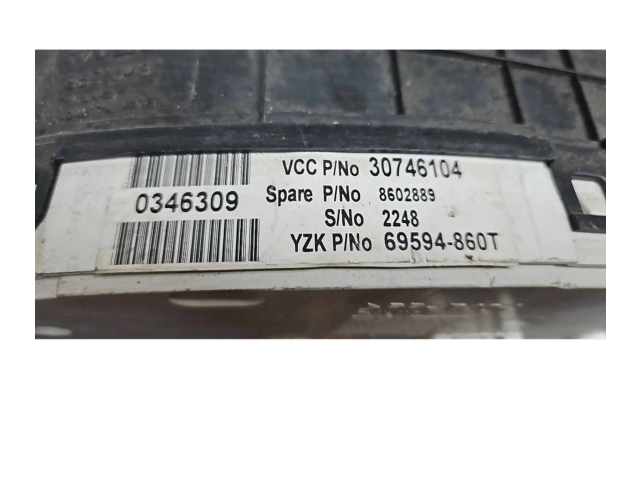 0346309
VCC P/No 30746104
Spare P/No 8602889
S/No 2248
YZK P/No 69594-860T